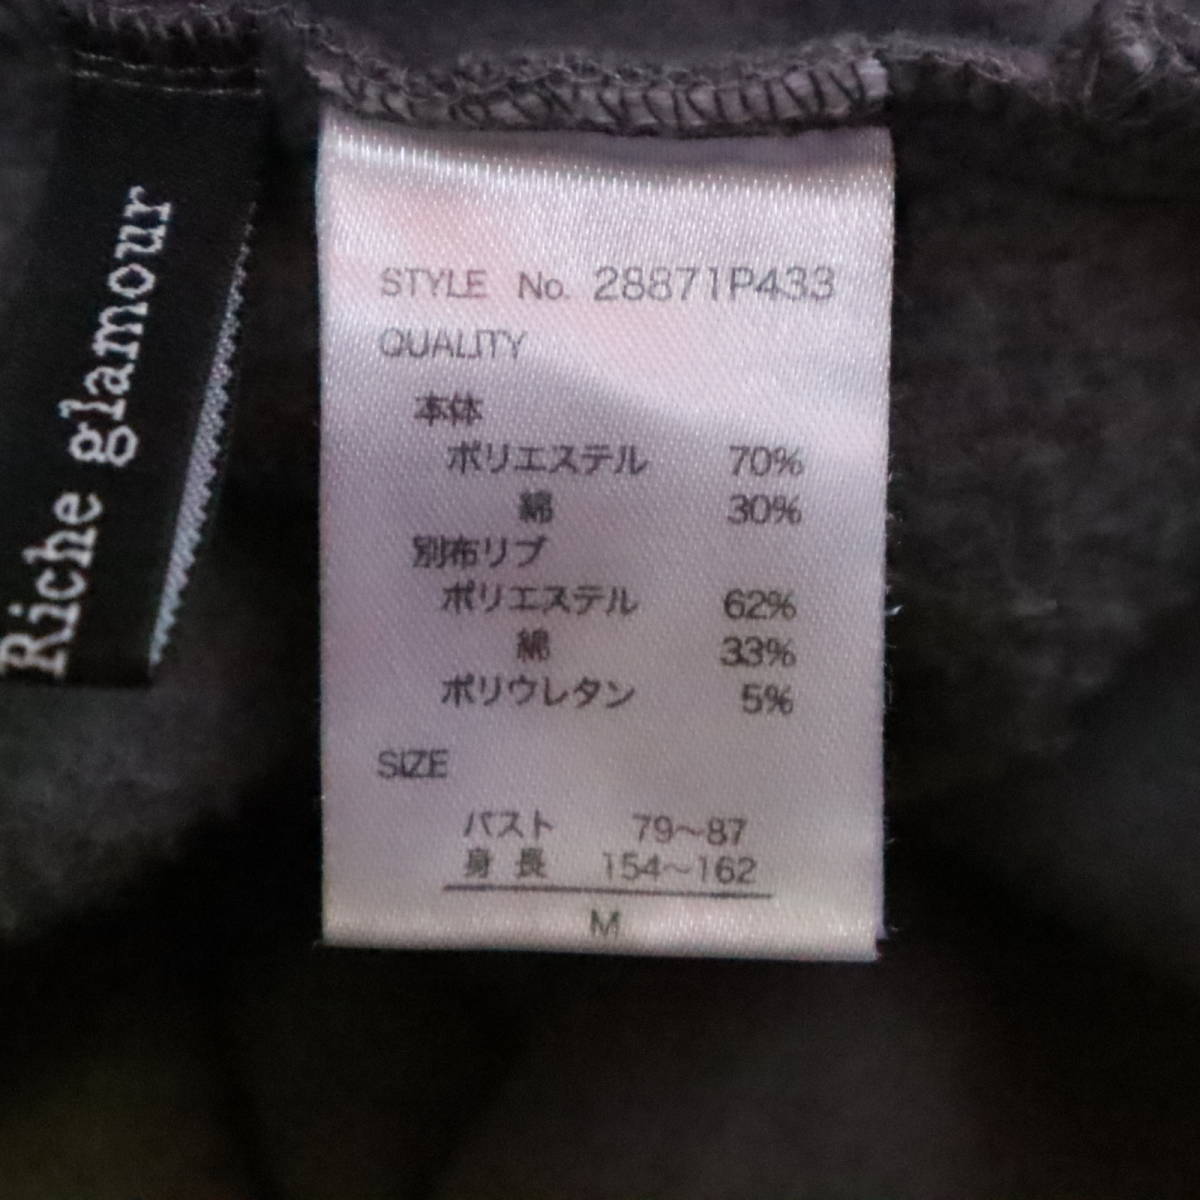 Riche glamour
STYLE No. 28871P433
QUALITY
本体
ポリエステル 70%
綿 30%
別布リブ
ポリエステル 62%
綿 33%
ポリウレタン 5%
SIZE
バスト 79～87
身長 154～162
M